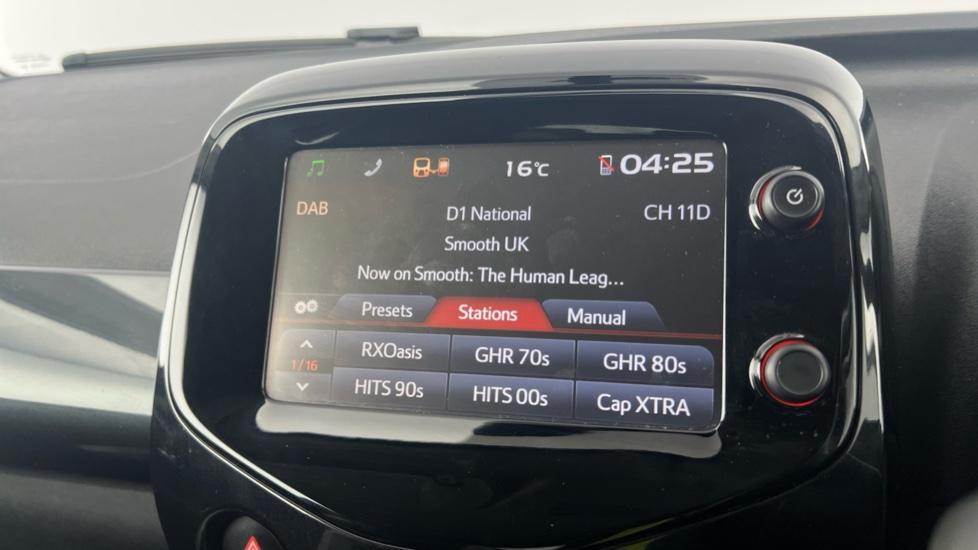 16°C 04:25
DAB D1 National CH 11D
Smooth UK
Now on Smooth: The Human Leag...
Presets Stations Manual
1/16 RXOasis GHR 70s GHR 80s
HITS 90s HITS 00s Cap XTRA